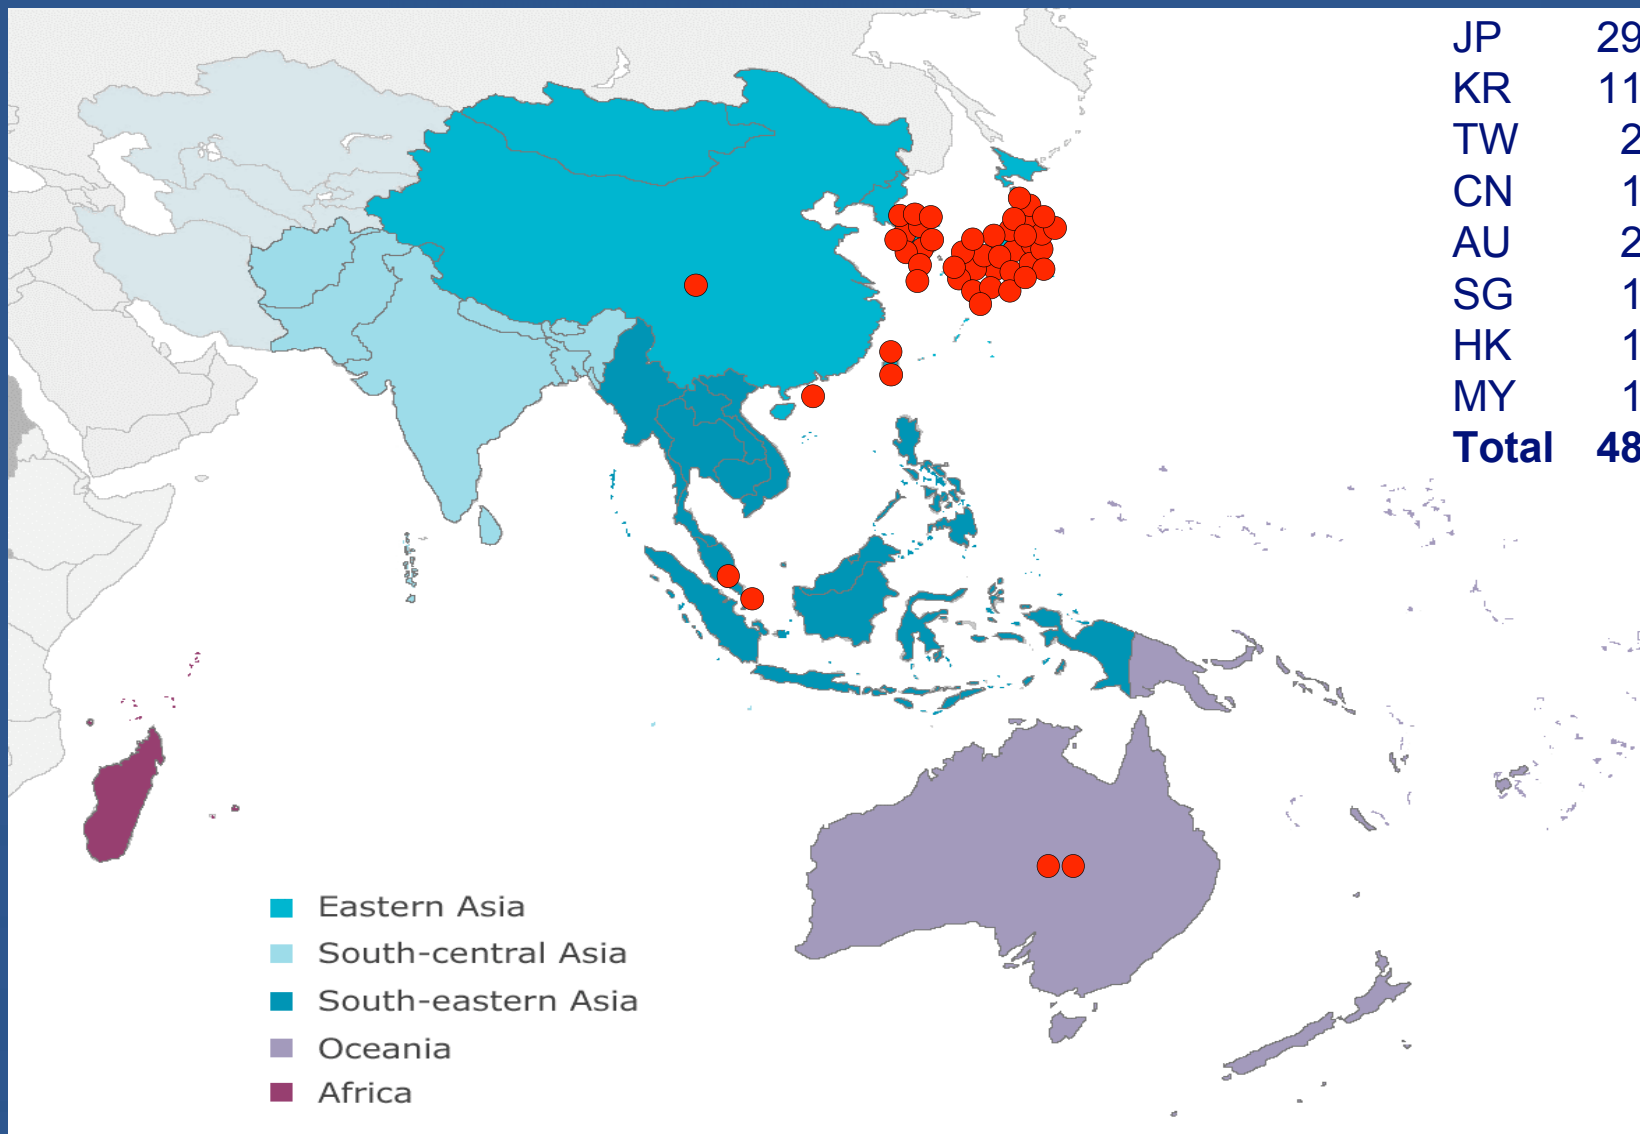 JP 29
KR 11
TW 2
CN 1
AU 2
SG 1
HK 1
MY 1
Total 48
Eastern Asia
South-central Asia
South-eastern Asia
Oceania
Africa